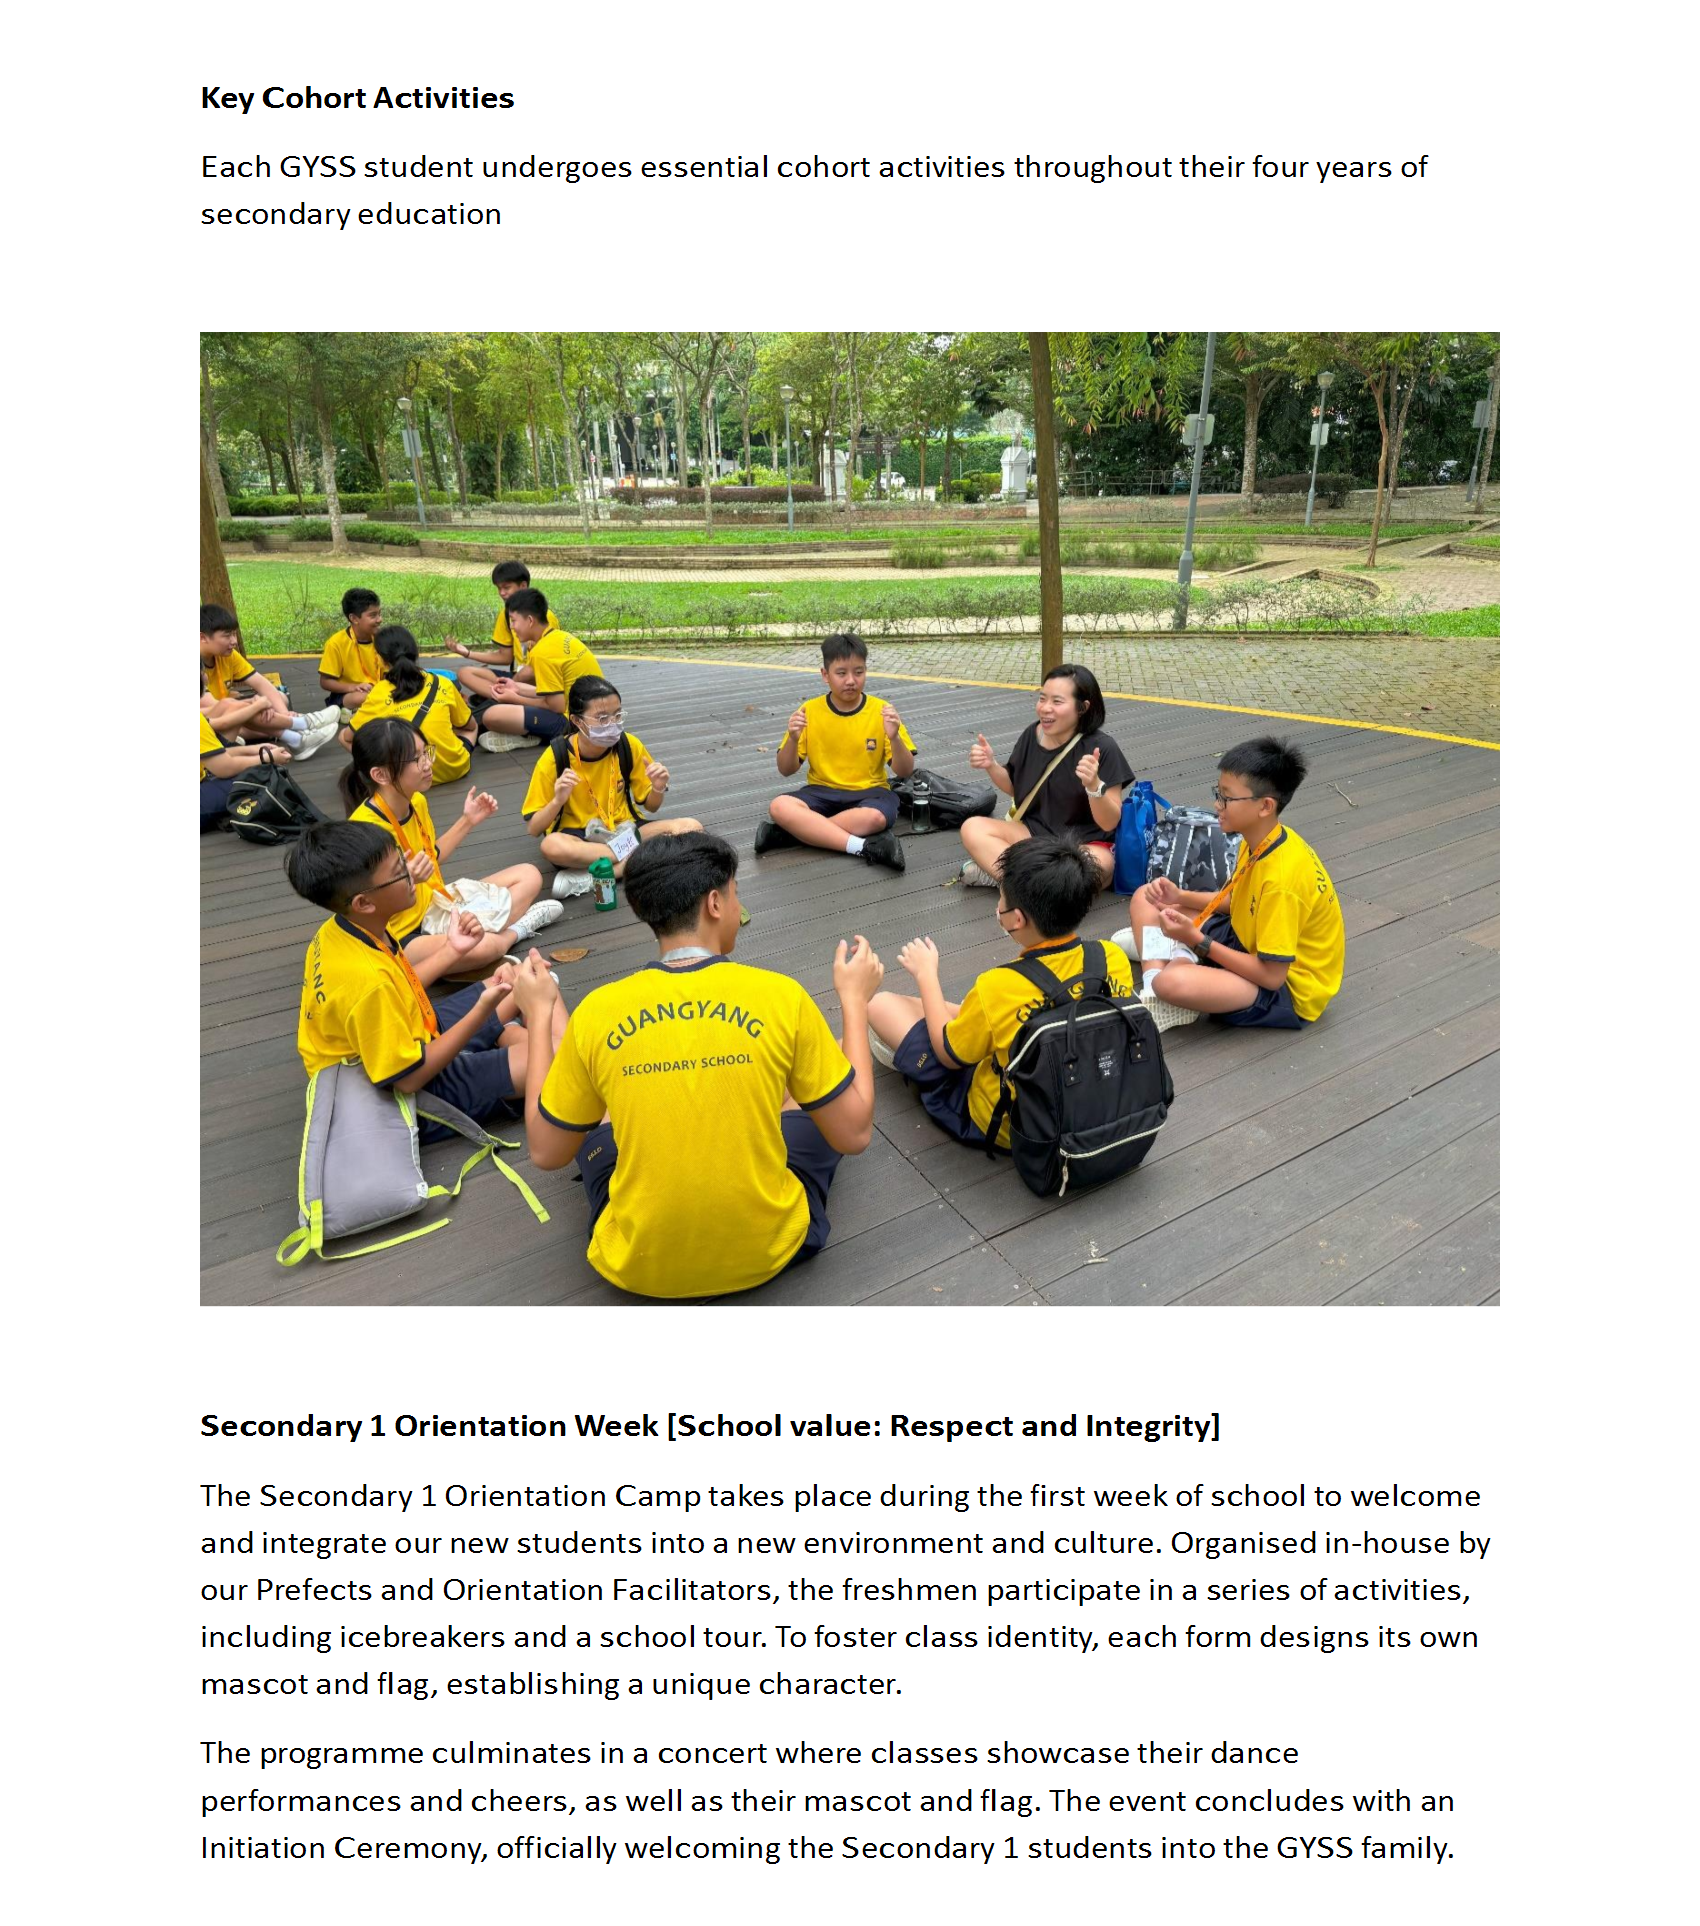 Key Cohort Activities
Each GYSS student undergoes essential cohort activities throughout their four years of
secondary education
GUANGYANG
SECONDARY SCHOOL
Secondary 1 Orientation Week [School value: Respect and Integrity]
The Secondary 1 Orientation Camp takes place during the first week of school to welcome
and integrate our new students into a new environment and culture. Organised in-house by
our Prefects and Orientation Facilitators, the freshmen participate in a series of activities,
including icebreakers and a school tour. To foster class identity, each form designs its own
mascot and flag, establishing a unique character.
The programme culminates in a concert where classes showcase their dance
performances and cheers, as well as their mascot and flag. The event concludes with an
Initiation Ceremony, officially welcoming the Secondary 1 students into the GYSS family.